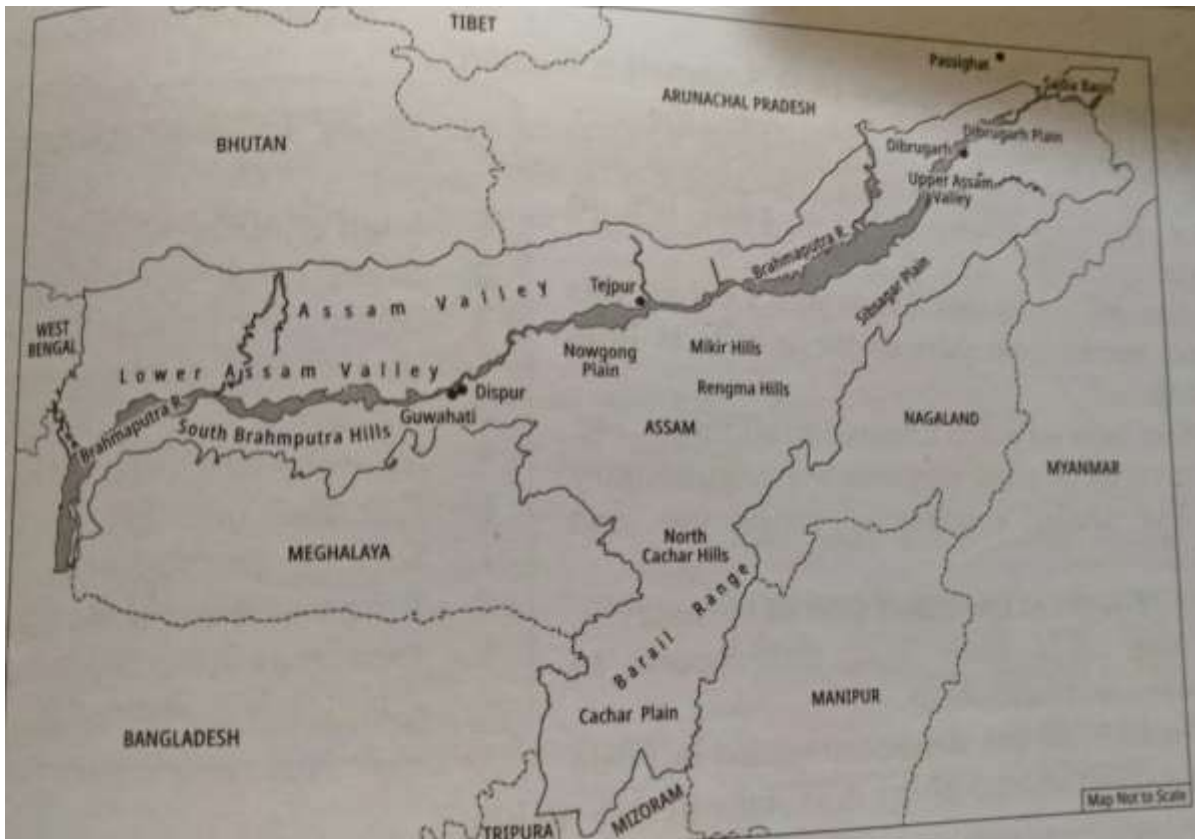 TIBET
Passighat
Sadia Basin
ARUNACHAL PRADESH
BHUTAN
Dibrugarh Plain
Dibrugarh
Upper Assam
Valley
Brahmaputra R.
Assam Valley
Tejpur
Sibsagar Plain
WEST
BENGAL
Nowgong
Plain
Mikir Hills
Lower Assam Valley
Rengma Hills
Dispur
Guwahati
Brahmaputra R.
South Brahmputra Hills
ASSAM
NAGALAND
MYANMAR
North
Cachar Hills
MEGHALAYA
Barail Range
Cachar Plain
MANIPUR
BANGLADESH
MIZORAM
TRIPURA
Map Not to Scale